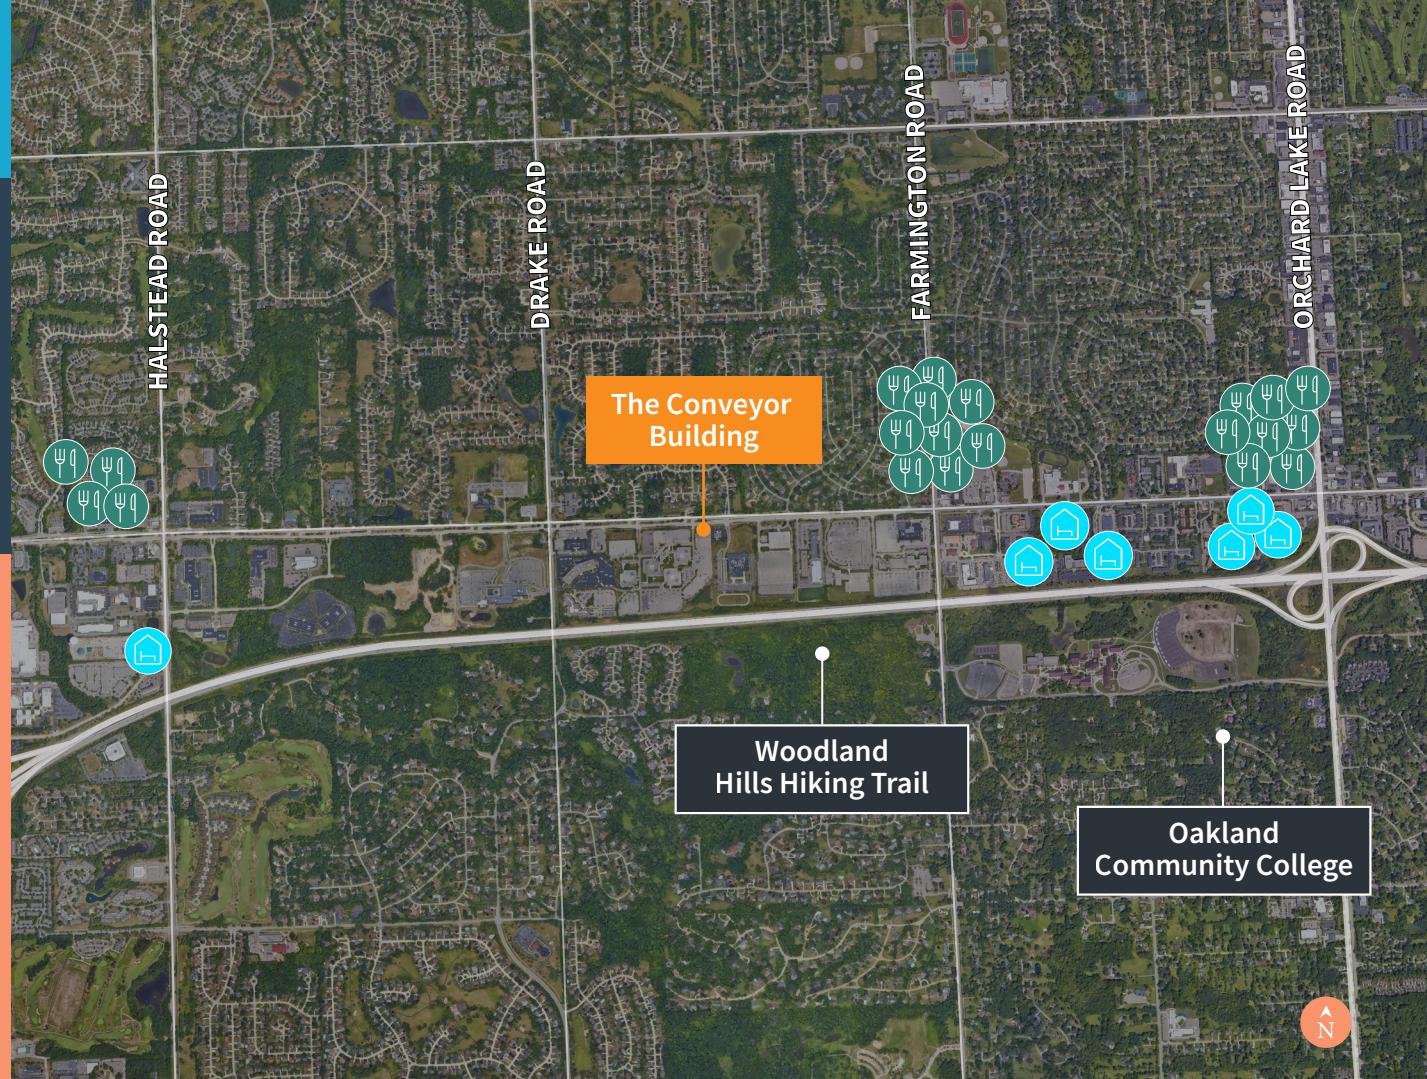 HALSTEAD ROAD
DRAKE ROAD
FARMINGTON ROAD
ORCHARD LAKE ROAD
The Conveyor
Building
Woodland
Hills Hiking Trail
Oakland
Community College
N